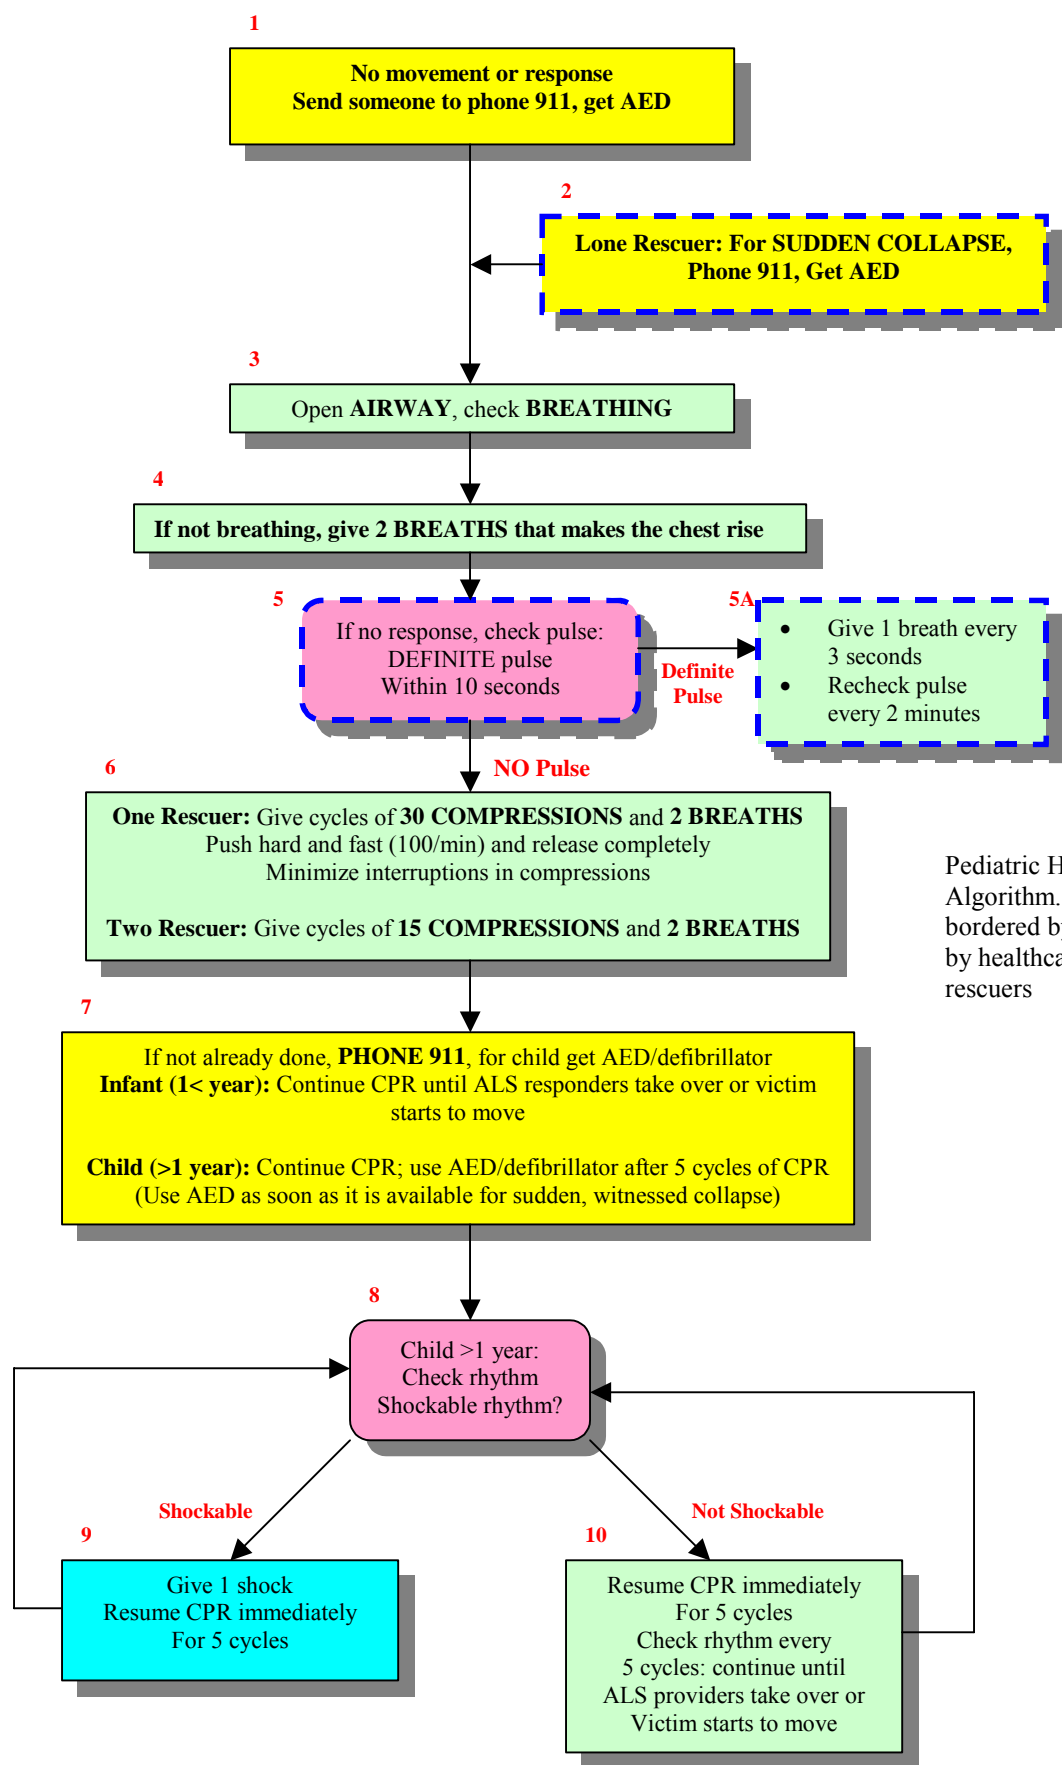 1
No movement or response
Send someone to phone 911, get AED
2
Lone Rescuer: For SUDDEN COLLAPSE,
Phone 911, Get AED
3
Open AIRWAY, check BREATHING
4
If not breathing, give 2 BREATHS that makes the chest rise
5
If no response, check pulse:
DEFINITE pulse
Within 10 seconds
Definite
Pulse
5A
• Give 1 breath every
3 seconds
• Recheck pulse
every 2 minutes
NO Pulse
6
One Rescuer: Give cycles of 30 COMPRESSIONS and 2 BREATHS
Push hard and fast (100/min) and release completely
Minimize interruptions in compressions
Two Rescuer: Give cycles of 15 COMPRESSIONS and 2 BREATHS
Pediatric H
Algorithm.
bordered by
by healthca
rescuers
7
If not already done, PHONE 911, for child get AED/defibrillator
Infant (1< year): Continue CPR until ALS responders take over or victim
starts to move
Child (>1 year): Continue CPR; use AED/defibrillator after 5 cycles of CPR
(Use AED as soon as it is available for sudden, witnessed collapse)
8
Child >1 year:
Check rhythm
Shockable rhythm?
Shockable
Not Shockable
9
Give 1 shock
Resume CPR immediately
For 5 cycles
10
Resume CPR immediately
For 5 cycles
Check rhythm every
5 cycles: continue until
ALS providers take over or
Victim starts to move